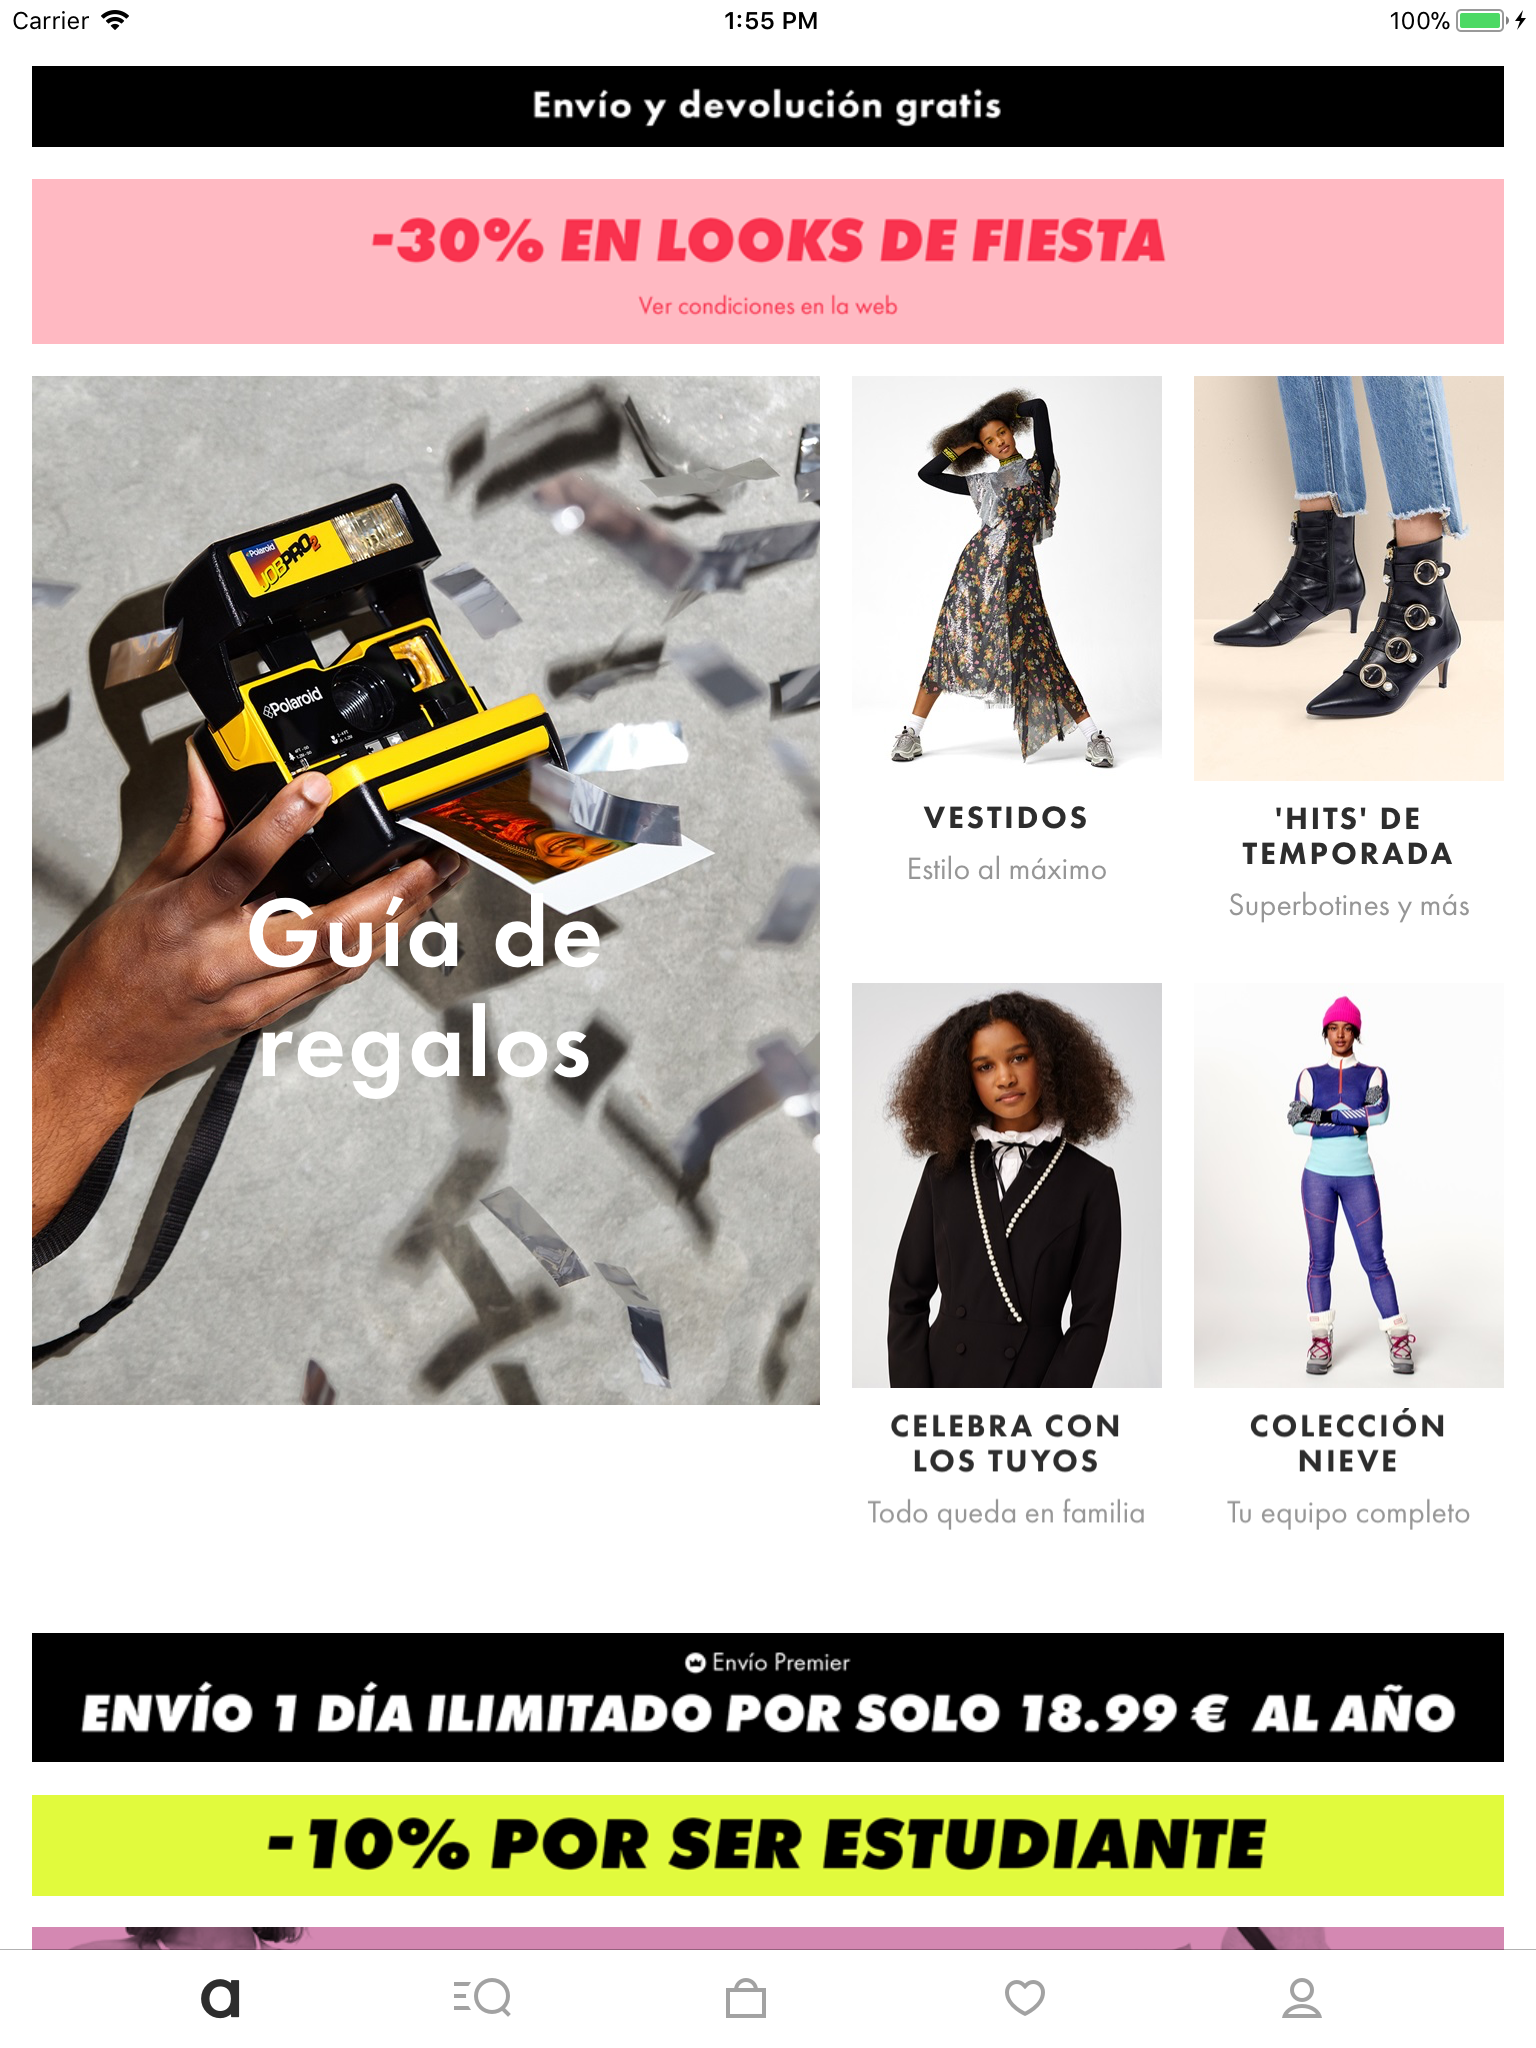 Carrier
1:55 PM
100%
Envío y devolución gratis
-30% EN LOOKS DE FIESTA
Ver condiciones en la web
Polaroid
JOBPRO2
Polaroid
Guía de
regalos
VESTIDOS
Estilo al máximo
'HITS' DE
TEMPORADA
Superbotines y más
CELEBRA CON
LOS TUYOS
Todo queda en familia
COLECCIÓN
NIEVE
Tu equipo completo
Envío Premier
ENVÍO 1 DÍA ILIMITADO POR SOLO 18.99 € AL AÑO
-10% POR SER ESTUDIANTE
a